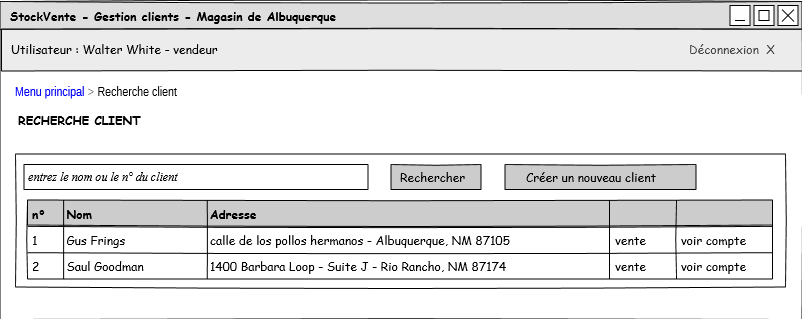 StockVente - Gestion clients - Magasin de Albuquerque
Utilisateur : Walter White - vendeur Déconnexion X
Menu principal > Recherche client
RECHERCHE CLIENT
entrez le nom ou le n° du client Rechercher Créer un nouveau client
n° Nom Adresse
1 Gus Frings calle de los pollos hermanos - Albuquerque, NM 87105 vente voir compte
2 Saul Goodman 1400 Barbara Loop - Suite J - Rio Rancho, NM 87174 vente voir compte